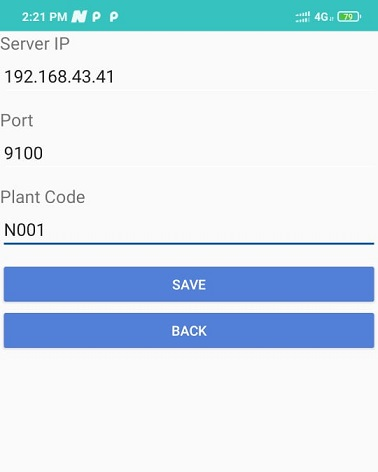 2:21 PM N P P 4G 79
Server IP
192.168.43.41
Port
9100
Plant Code
N001
SAVE
BACK